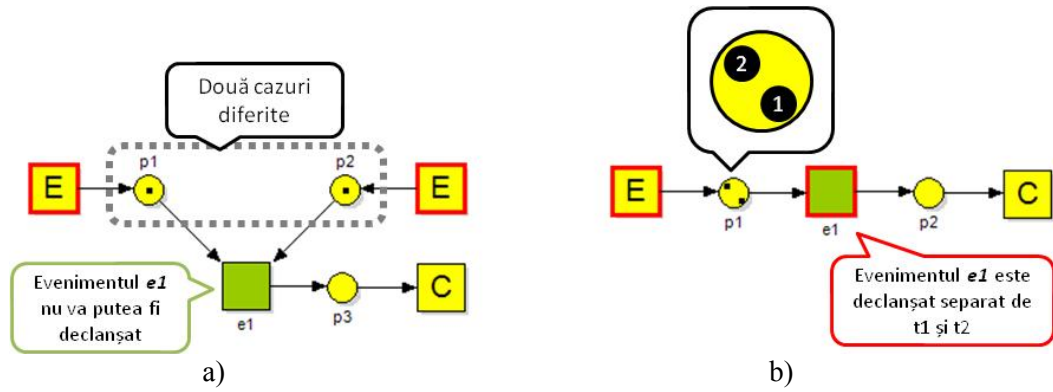 Două cazuri
diferite
p1
p2
E
E
Evenimentul e1
nu va putea fi
declanșat
e1
p3
C
a)
2
1
E
p1
e1
p2
C
Evenimentul e1 este
declanșat separat de
t1 și t2
b)